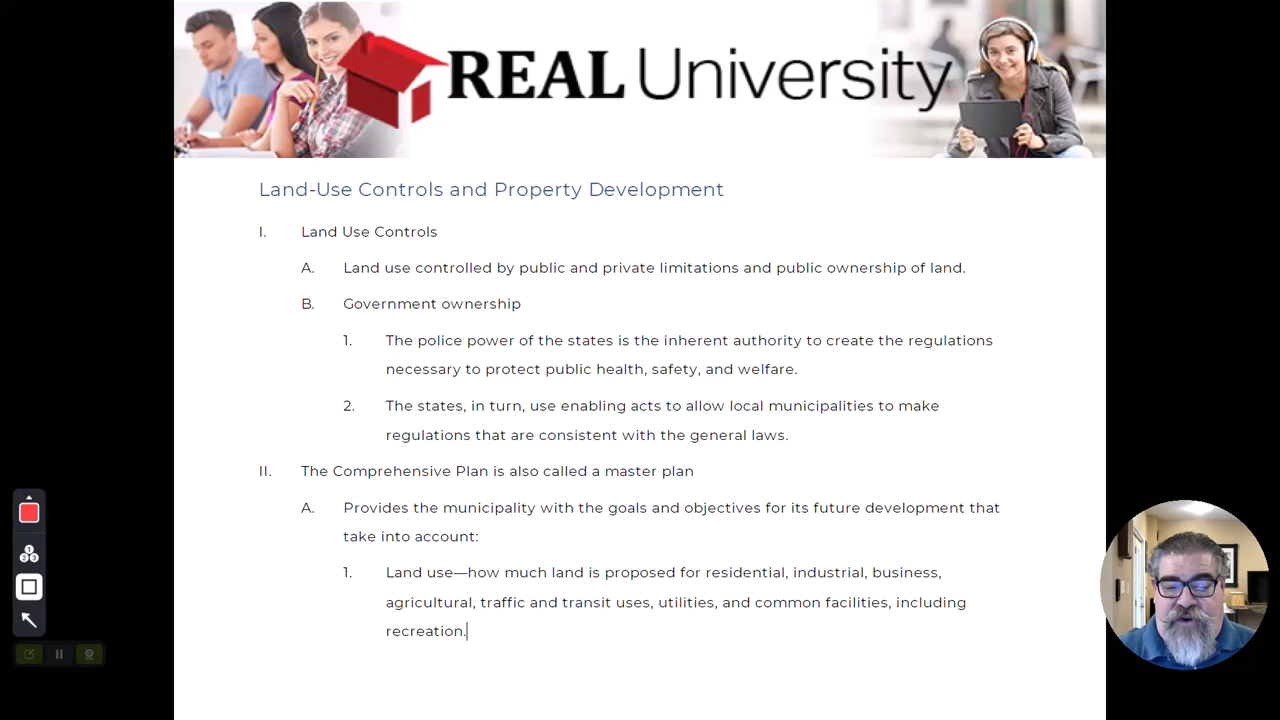 REAL University
Land-Use Controls and Property Development
I. Land Use Controls
A. Land use controlled by public and private limitations and public ownership of land.
B. Government ownership
1. The police power of the states is the inherent authority to create the regulations
necessary to protect public health, safety, and welfare.
2. The states, in turn, use enabling acts to allow local municipalities to make
regulations that are consistent with the general laws.
II. The Comprehensive Plan is also called a master plan
A. Provides the municipality with the goals and objectives for its future development that
take into account:
1. Land use—how much land is proposed for residential, industrial, business,
agricultural, traffic and transit uses, utilities, and common facilities, including
recreation.